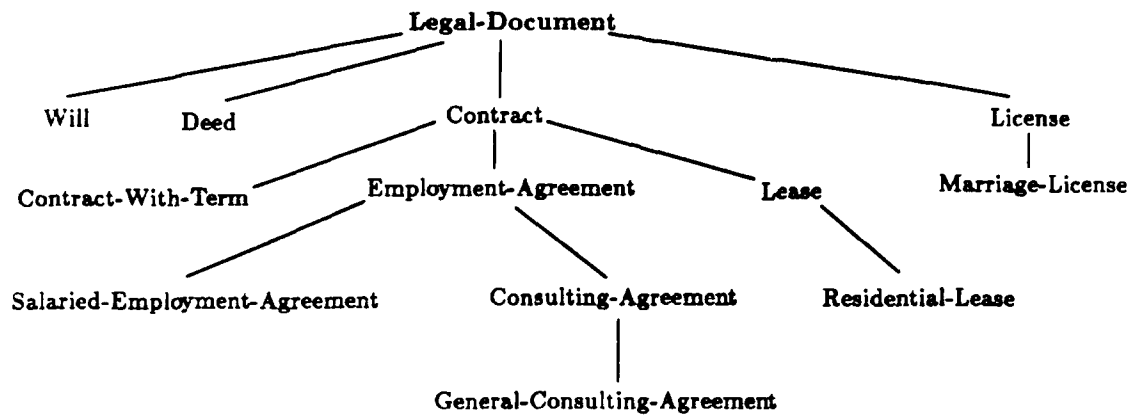 Legal-Document
Will
Deed
Contract
License
Contract-With-Term
Employment-Agreement
Lease
Marriage-License
Salaried-Employment-Agreement
Consulting-Agreement
Residential-Lease
General-Consulting-Agreement